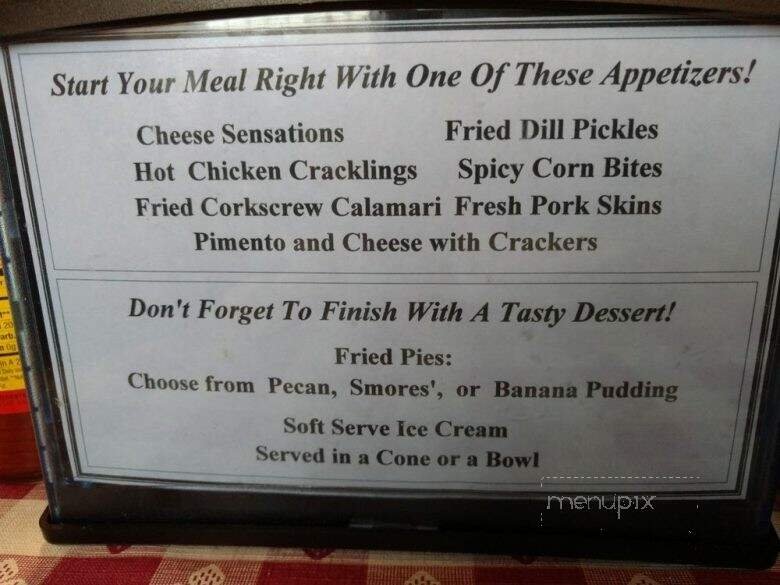 Start Your Meal Right With One Of These Appetizers!
Cheese Sensations Fried Dill Pickles
Hot Chicken Cracklings Spicy Corn Bites
Fried Corkscrew Calamari Fresh Pork Skins
Pimento and Cheese with Crackers
Don't Forget To Finish With A Tasty Dessert!
Fried Pies:
Choose from Pecan, Smores', or Banana Pudding
Soft Serve Ice Cream
Served in a Cone or a Bowl
menupix